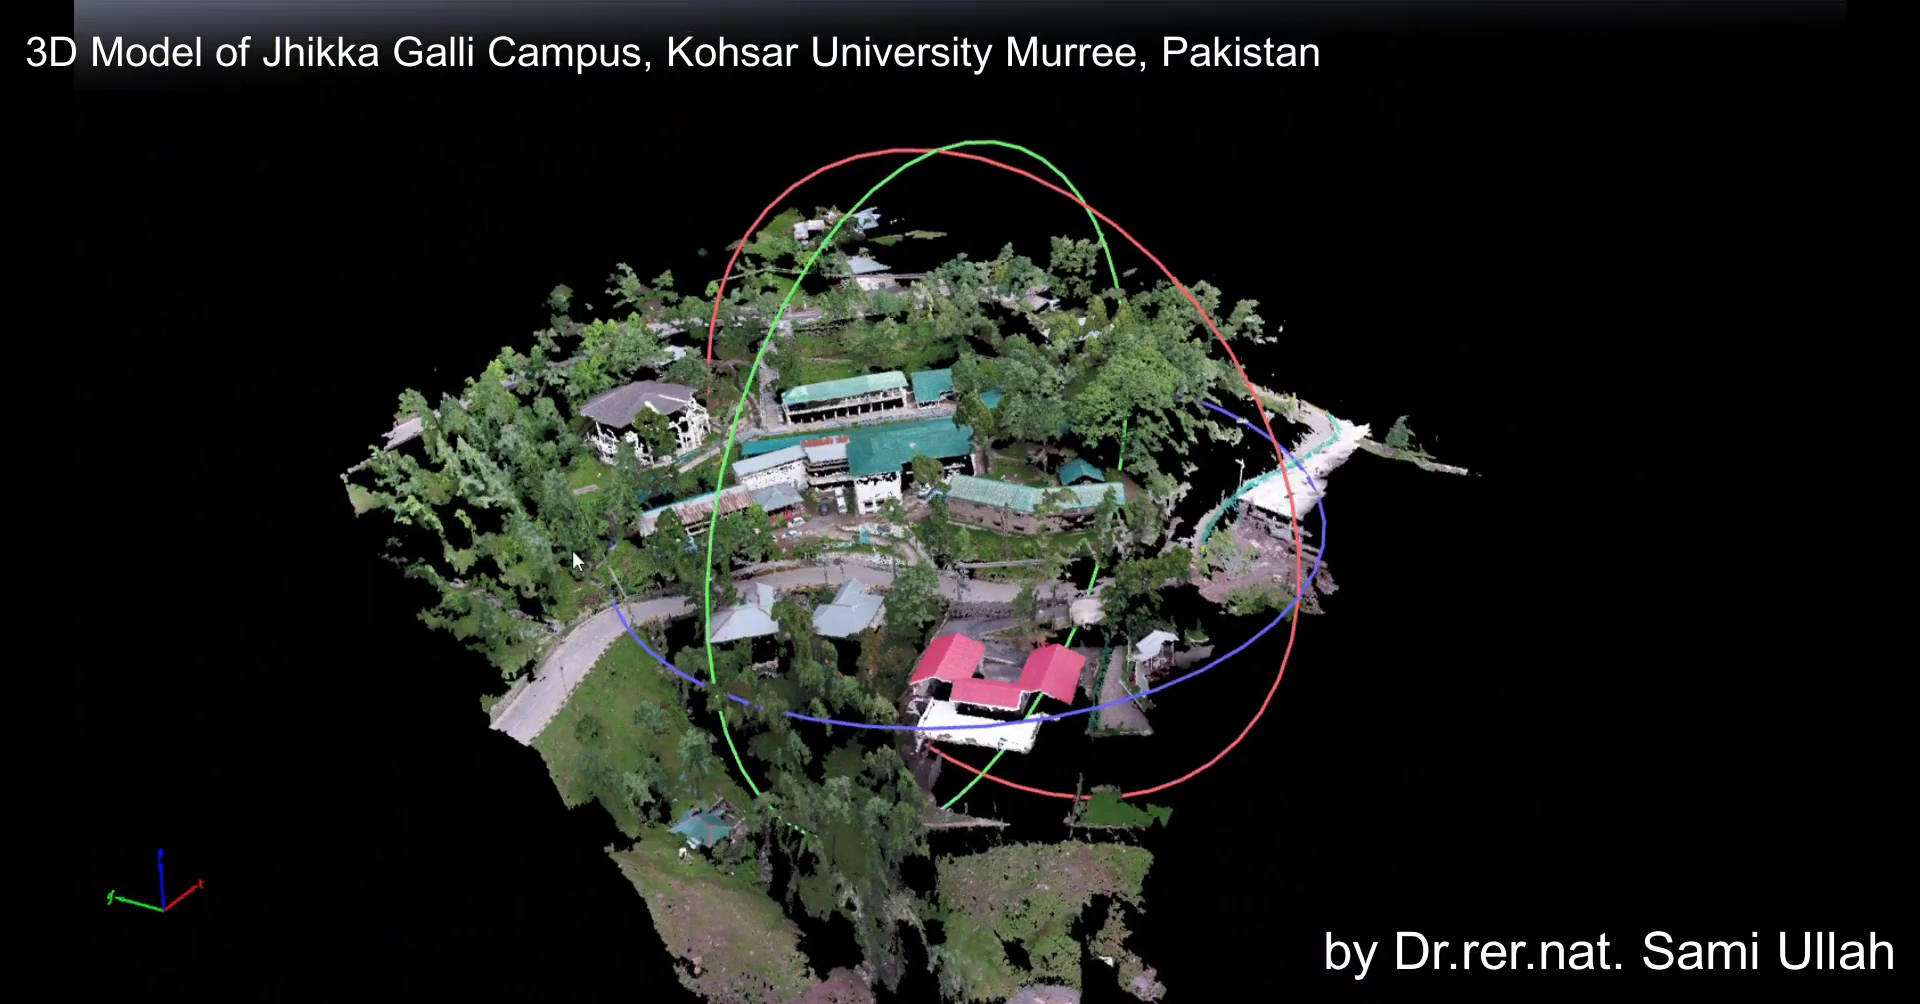 3D Model of Jhikka Galli Campus, Kohsar University Murree, Pakistan
by Dr.rer.nat. Sami Ullah